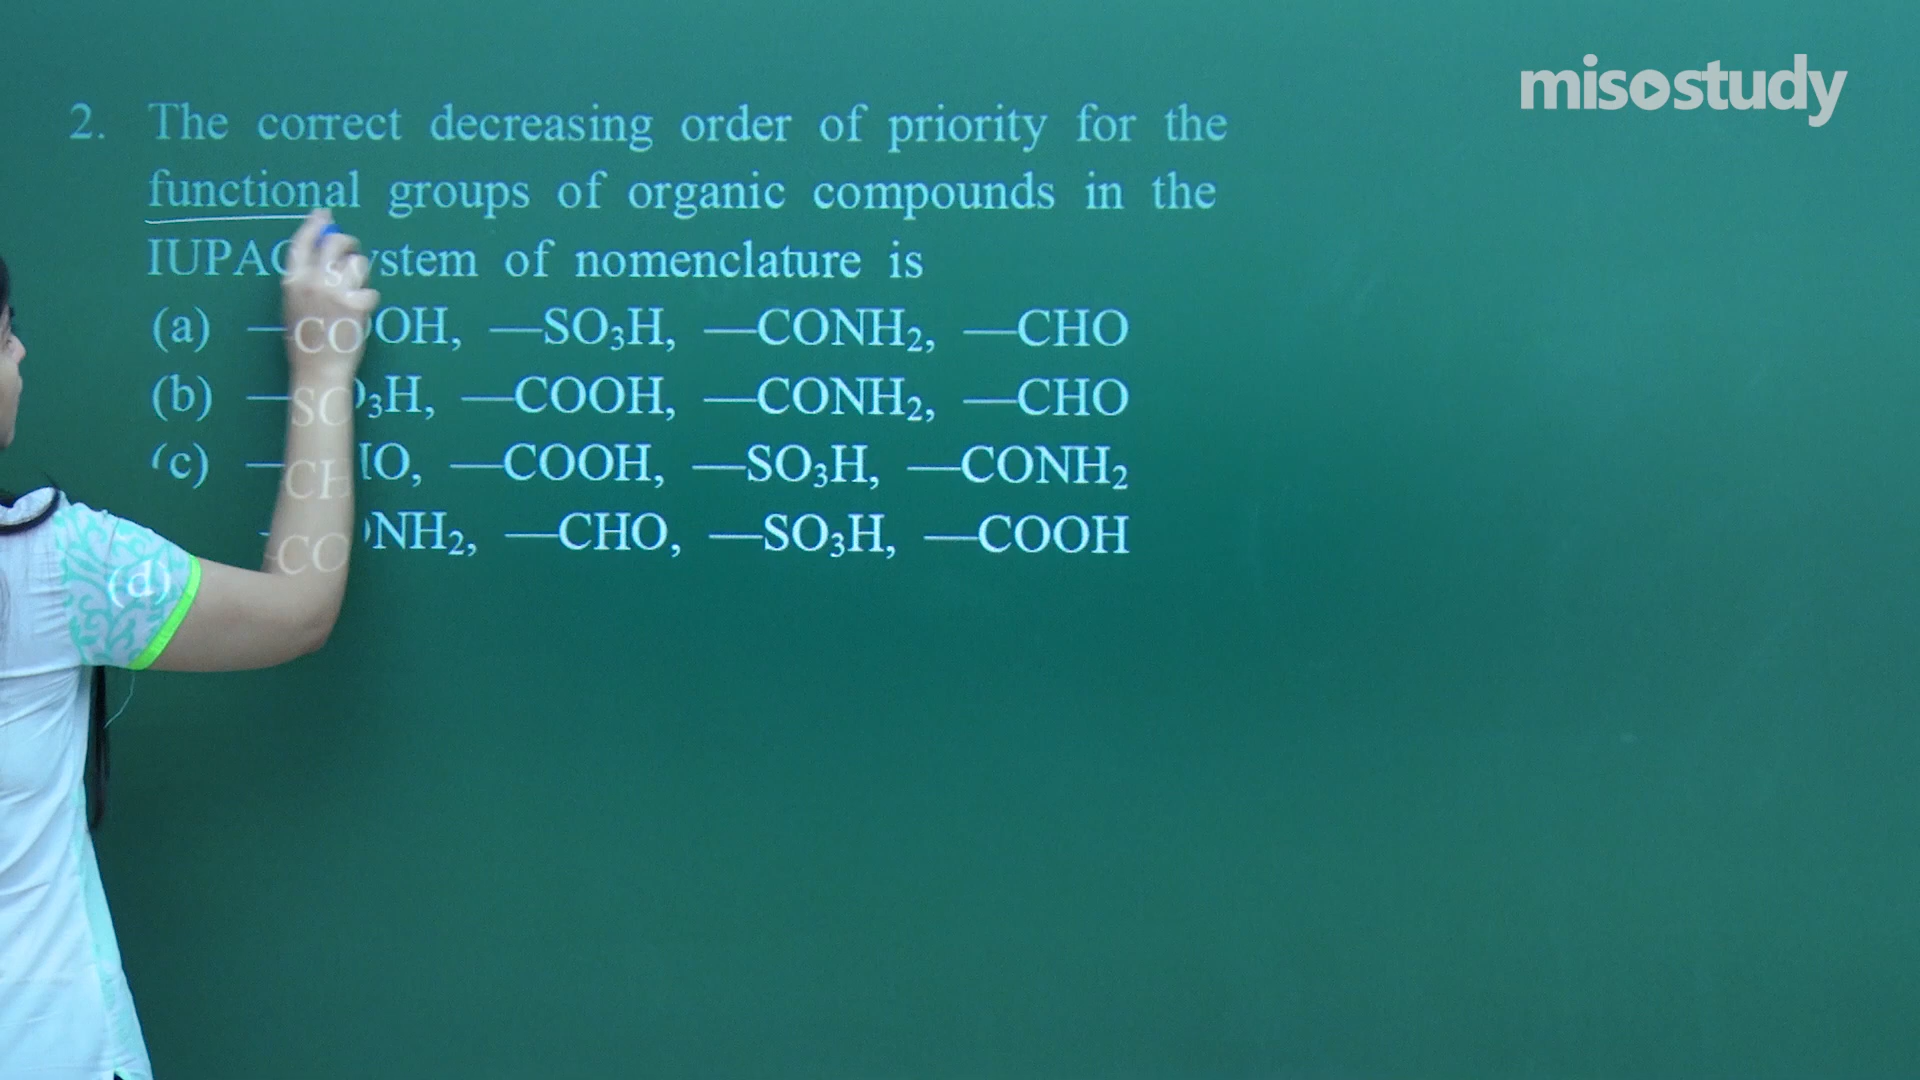 misostudy
2. The correct decreasing order of priority for the
functional groups of organic compounds in the
IUPAC system of nomenclature is
(a) —COOH, —SO₃H, —CONH₂, —CHO
(b) —SO₃H, —COOH, —CONH₂, —CHO
(c) —CHO, —COOH, —SO₃H, —CONH₂
(d) —CONH₂, —CHO, —SO₃H, —COOH